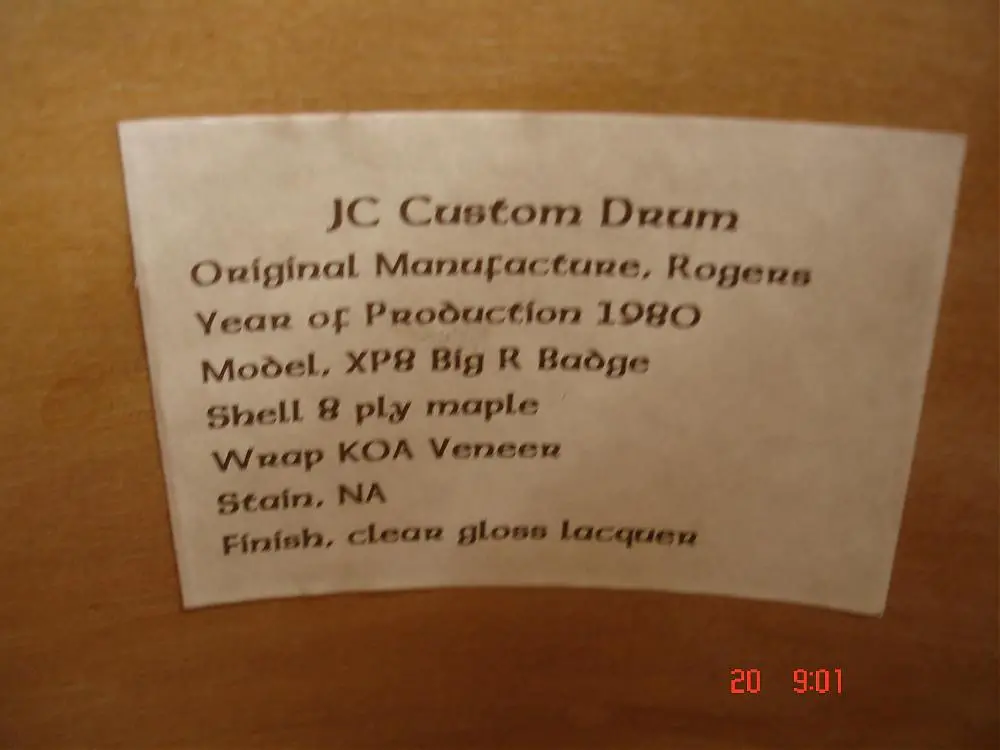 JC Custom Drum
Original Manufacture, Rogers
Year of Production 1980
Model, XP8 Big R Badge
Shell 8 ply maple
Wrap KOA Veneer
Stain, NA
Finish, clear gloss lacquer
20 9:01